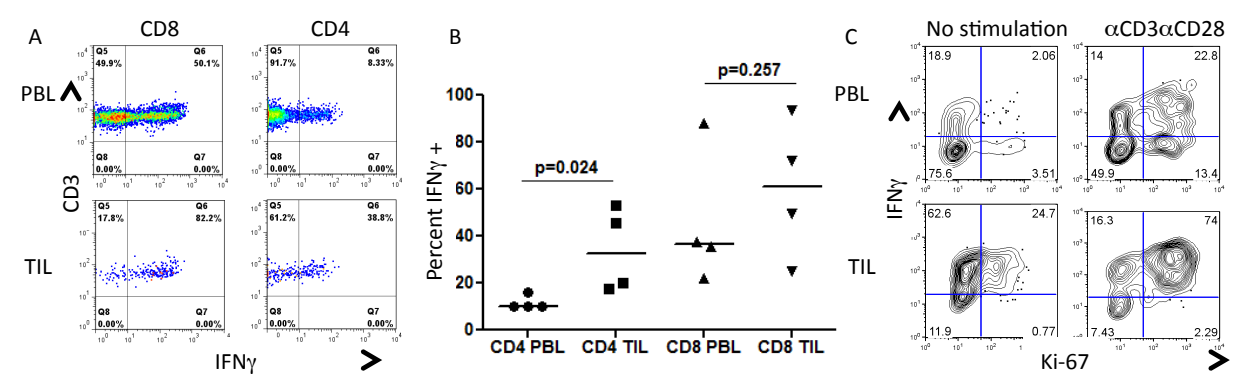 A
CD8
CD4
PBL
TIL
CD3
IFNγ
Q5
49.9%
Q6
50.1%
Q8
0.00%
Q7
0.00%
Q5
91.7%
Q6
8.33%
Q8
0.00%
Q7
0.00%
Q5
17.8%
Q6
82.2%
Q8
0.00%
Q7
0.00%
Q5
61.2%
Q6
38.8%
Q8
0.00%
Q7
0.00%
B
p=0.257
p=0.024
Percent IFNγ +
100
80
60
40
20
0
CD4 PBL
CD4 TIL
CD8 PBL
CD8 TIL
C
No stimulation
αCD3αCD28
PBL
TIL
IFNγ
Ki-67
18.9
2.06
75.6
3.51
14
22.8
49.9
13.4
62.6
24.7
11.9
0.77
16.3
74
7.43
2.29